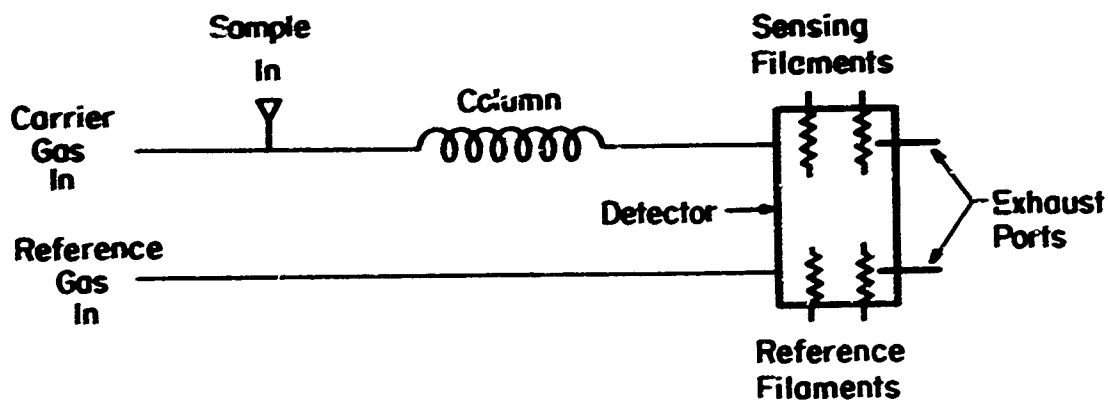 Sample
In
Sensing
Filaments
Column
Carrier
Gas
In
Detector
Exhaust
Ports
Reference
Gas
In
Reference
Filaments